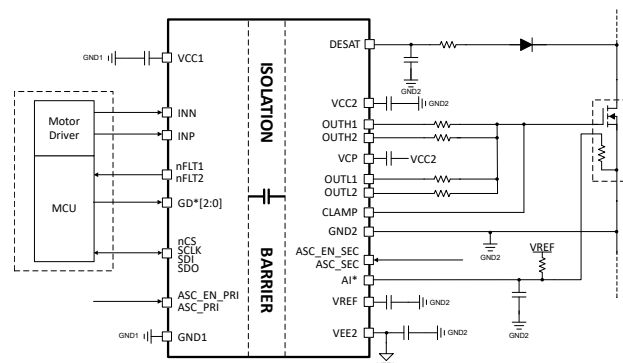 DESAT
GND1
VCC1
GND2
ISOLATION
VCC2
GND2
Motor
Driver
INN
INP
OUTH1
OUTH2
VCP
VCC2
nFLT1
nFLT2
OUTL1
OUTL2
MCU
GD*[2:0]
CLAMP
GND2
nCS
SCLK
SDI
SDO
BARRIER
GND2
VREF
ASC_EN_SEC
ASC_SEC
AI*
ASC_EN_PRI
ASC_PRI
VREF
GND2
GND2
GND1
GND1
VEE2
GND2